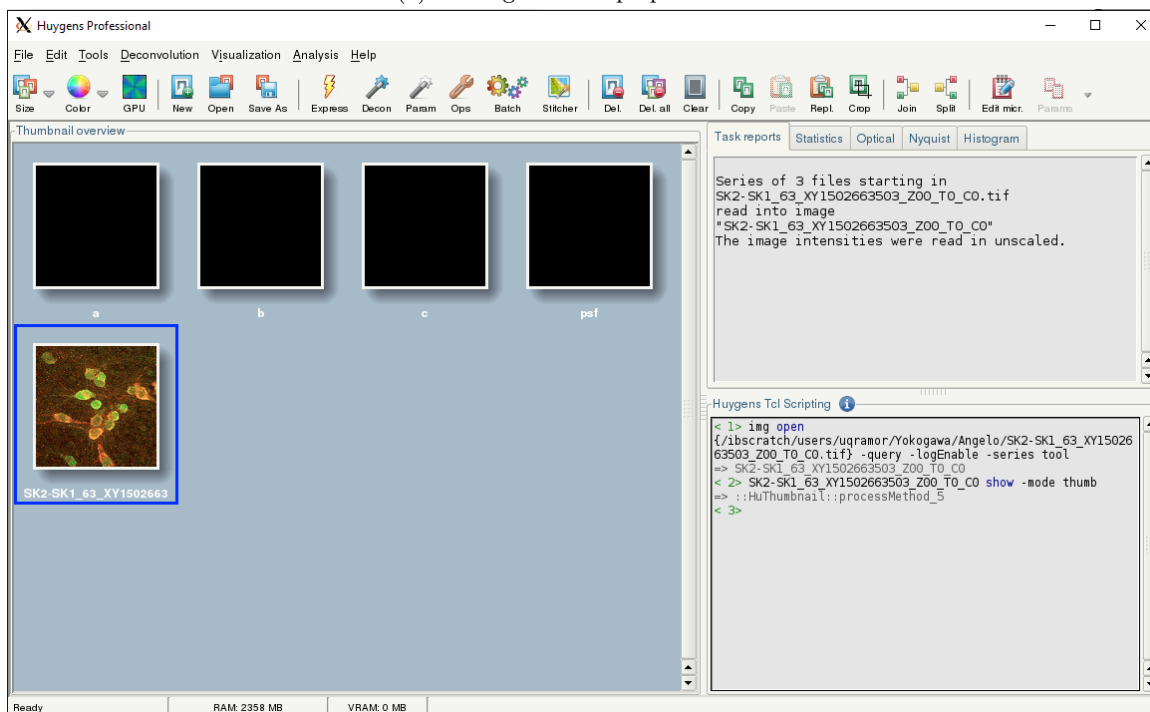 Huygens Professional
File Edit Tools Deconvolution Visualization Analysis Help
Size Color GPU New Open Save As Express Decon Param Ops Batch Stitcher Del. Del. all Clear Copy Paste Repl. Crop Join Split Edit micr. Params
Thumbnail overview
a b c psf
SK2-SK1_63_XY1502663
Task reports Statistics Optical Nyquist Histogram
Series of 3 files starting in
SK2-SK1_63_XY1502663503_Z00_T0_C0.tif
read into image
"SK2-SK1_63_XY1502663503_Z00_T0_C0"
The image intensities were read in unscaled.
Huygens Tcl Scripting
< 1> img open
{/ibscratch/users/uqramor/Yokogawa/Angelo/SK2-SK1_63_XY15026
63503_Z00_T0_C0.tif} -query -logEnable -series tool
=> SK2-SK1_63_XY1502663503_Z00_T0_C0
< 2> SK2-SK1_63_XY1502663503_Z00_T0_C0 show -mode thumb
=> ::HuThumbnail::processMethod_5
< 3>
Ready RAM: 2358 MB VRAM: 0 MB